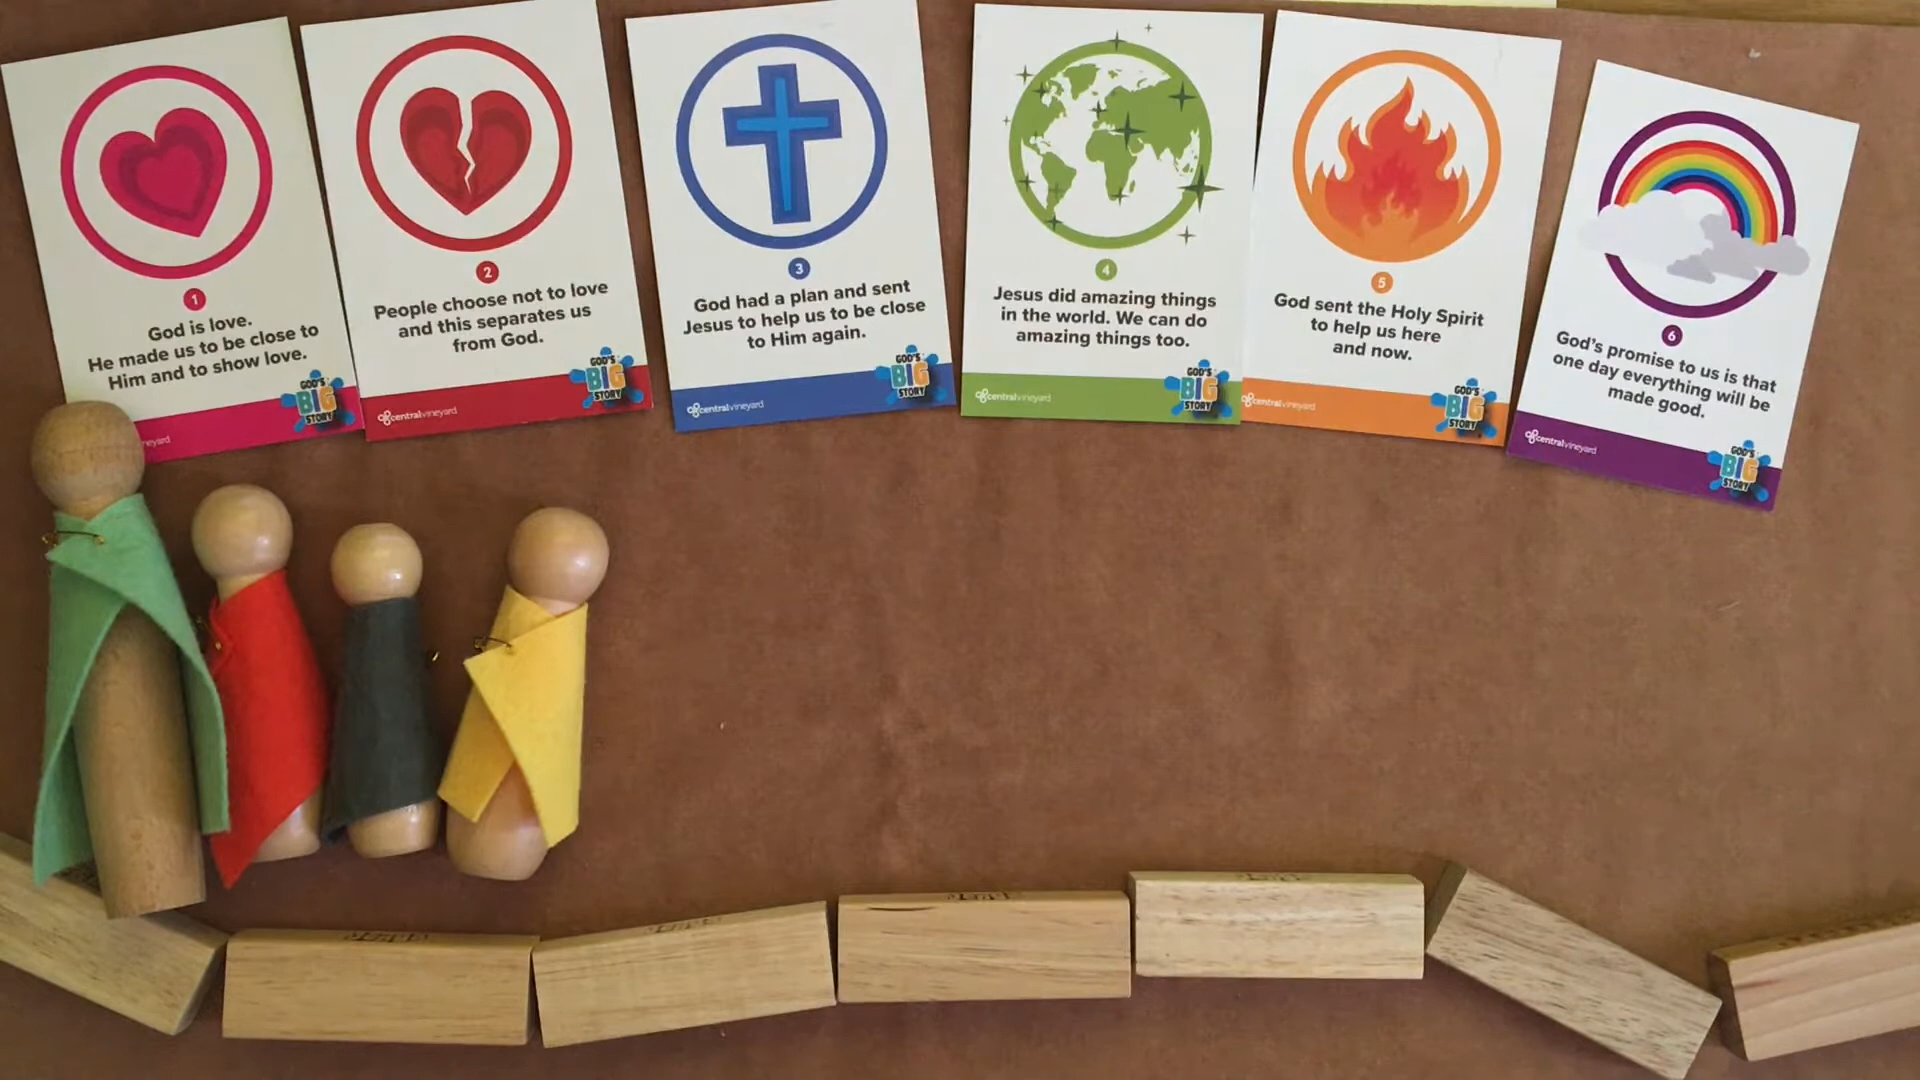 1
God is love.
He made us to be close to
Him and to show love.
neyard
GOD'S
BIG
STORY
2
People choose not to love
and this separates us
from God.
centralvineyard
GOD'S
BIG
STORY
3
God had a plan and sent
Jesus to help us to be close
to Him again.
centralvineyard
GOD'S
BIG
STORY
4
Jesus did amazing things
in the world. We can do
amazing things too.
centralvineyard
GOD'S
BIG
STORY
5
God sent the Holy Spirit
to help us here
and now.
centralvineyard
GOD'S
BIG
STORY
6
God's promise to us is that
one day everything will be
made good.
centralvineyard
GOD'S
BIG
STORY